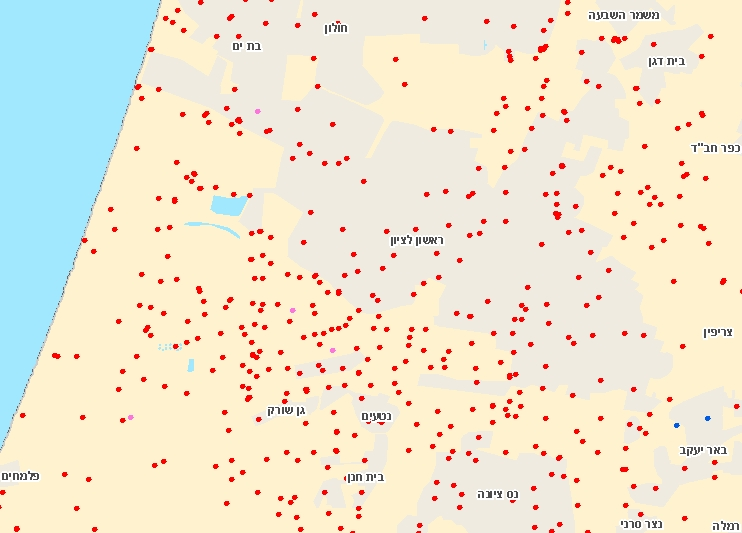 משמר השבעה
חולון
בת ים
בית דגן
כפר חב"ד
ראשון לציון
צריפין
גן שורק
נטעים
באר יעקב
פלמחים
בית חנן
נס ציונה
נצר סרני
רמלה